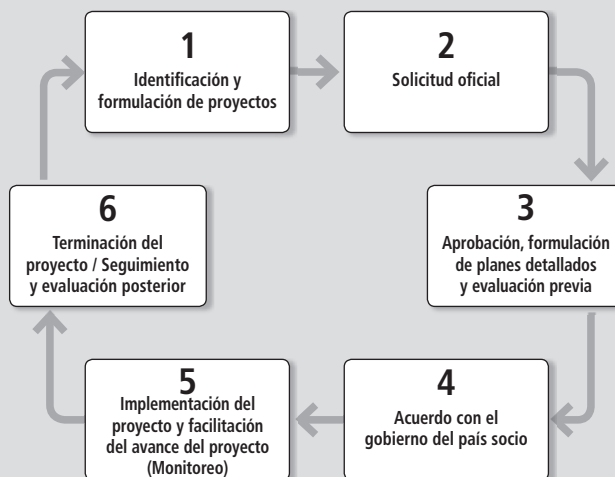 1
Identificación y
formulación de proyectos
2
Solicitud oficial
3
Aprobación, formulación
de planes detallados
y evaluación previa
4
Acuerdo con el
gobierno del país socio
5
Implementación del
proyecto y facilitación
del avance del proyecto
(Monitoreo)
6
Terminación del
proyecto / Seguimiento
y evaluación posterior